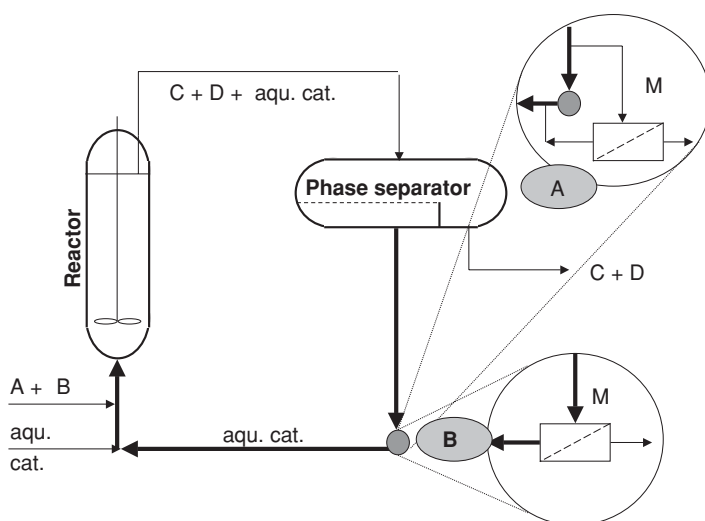 C + D + aqu. cat.
M
Phase separator
A
Reactor
C + D
A + B
M
aqu.
cat.
aqu. cat.
B